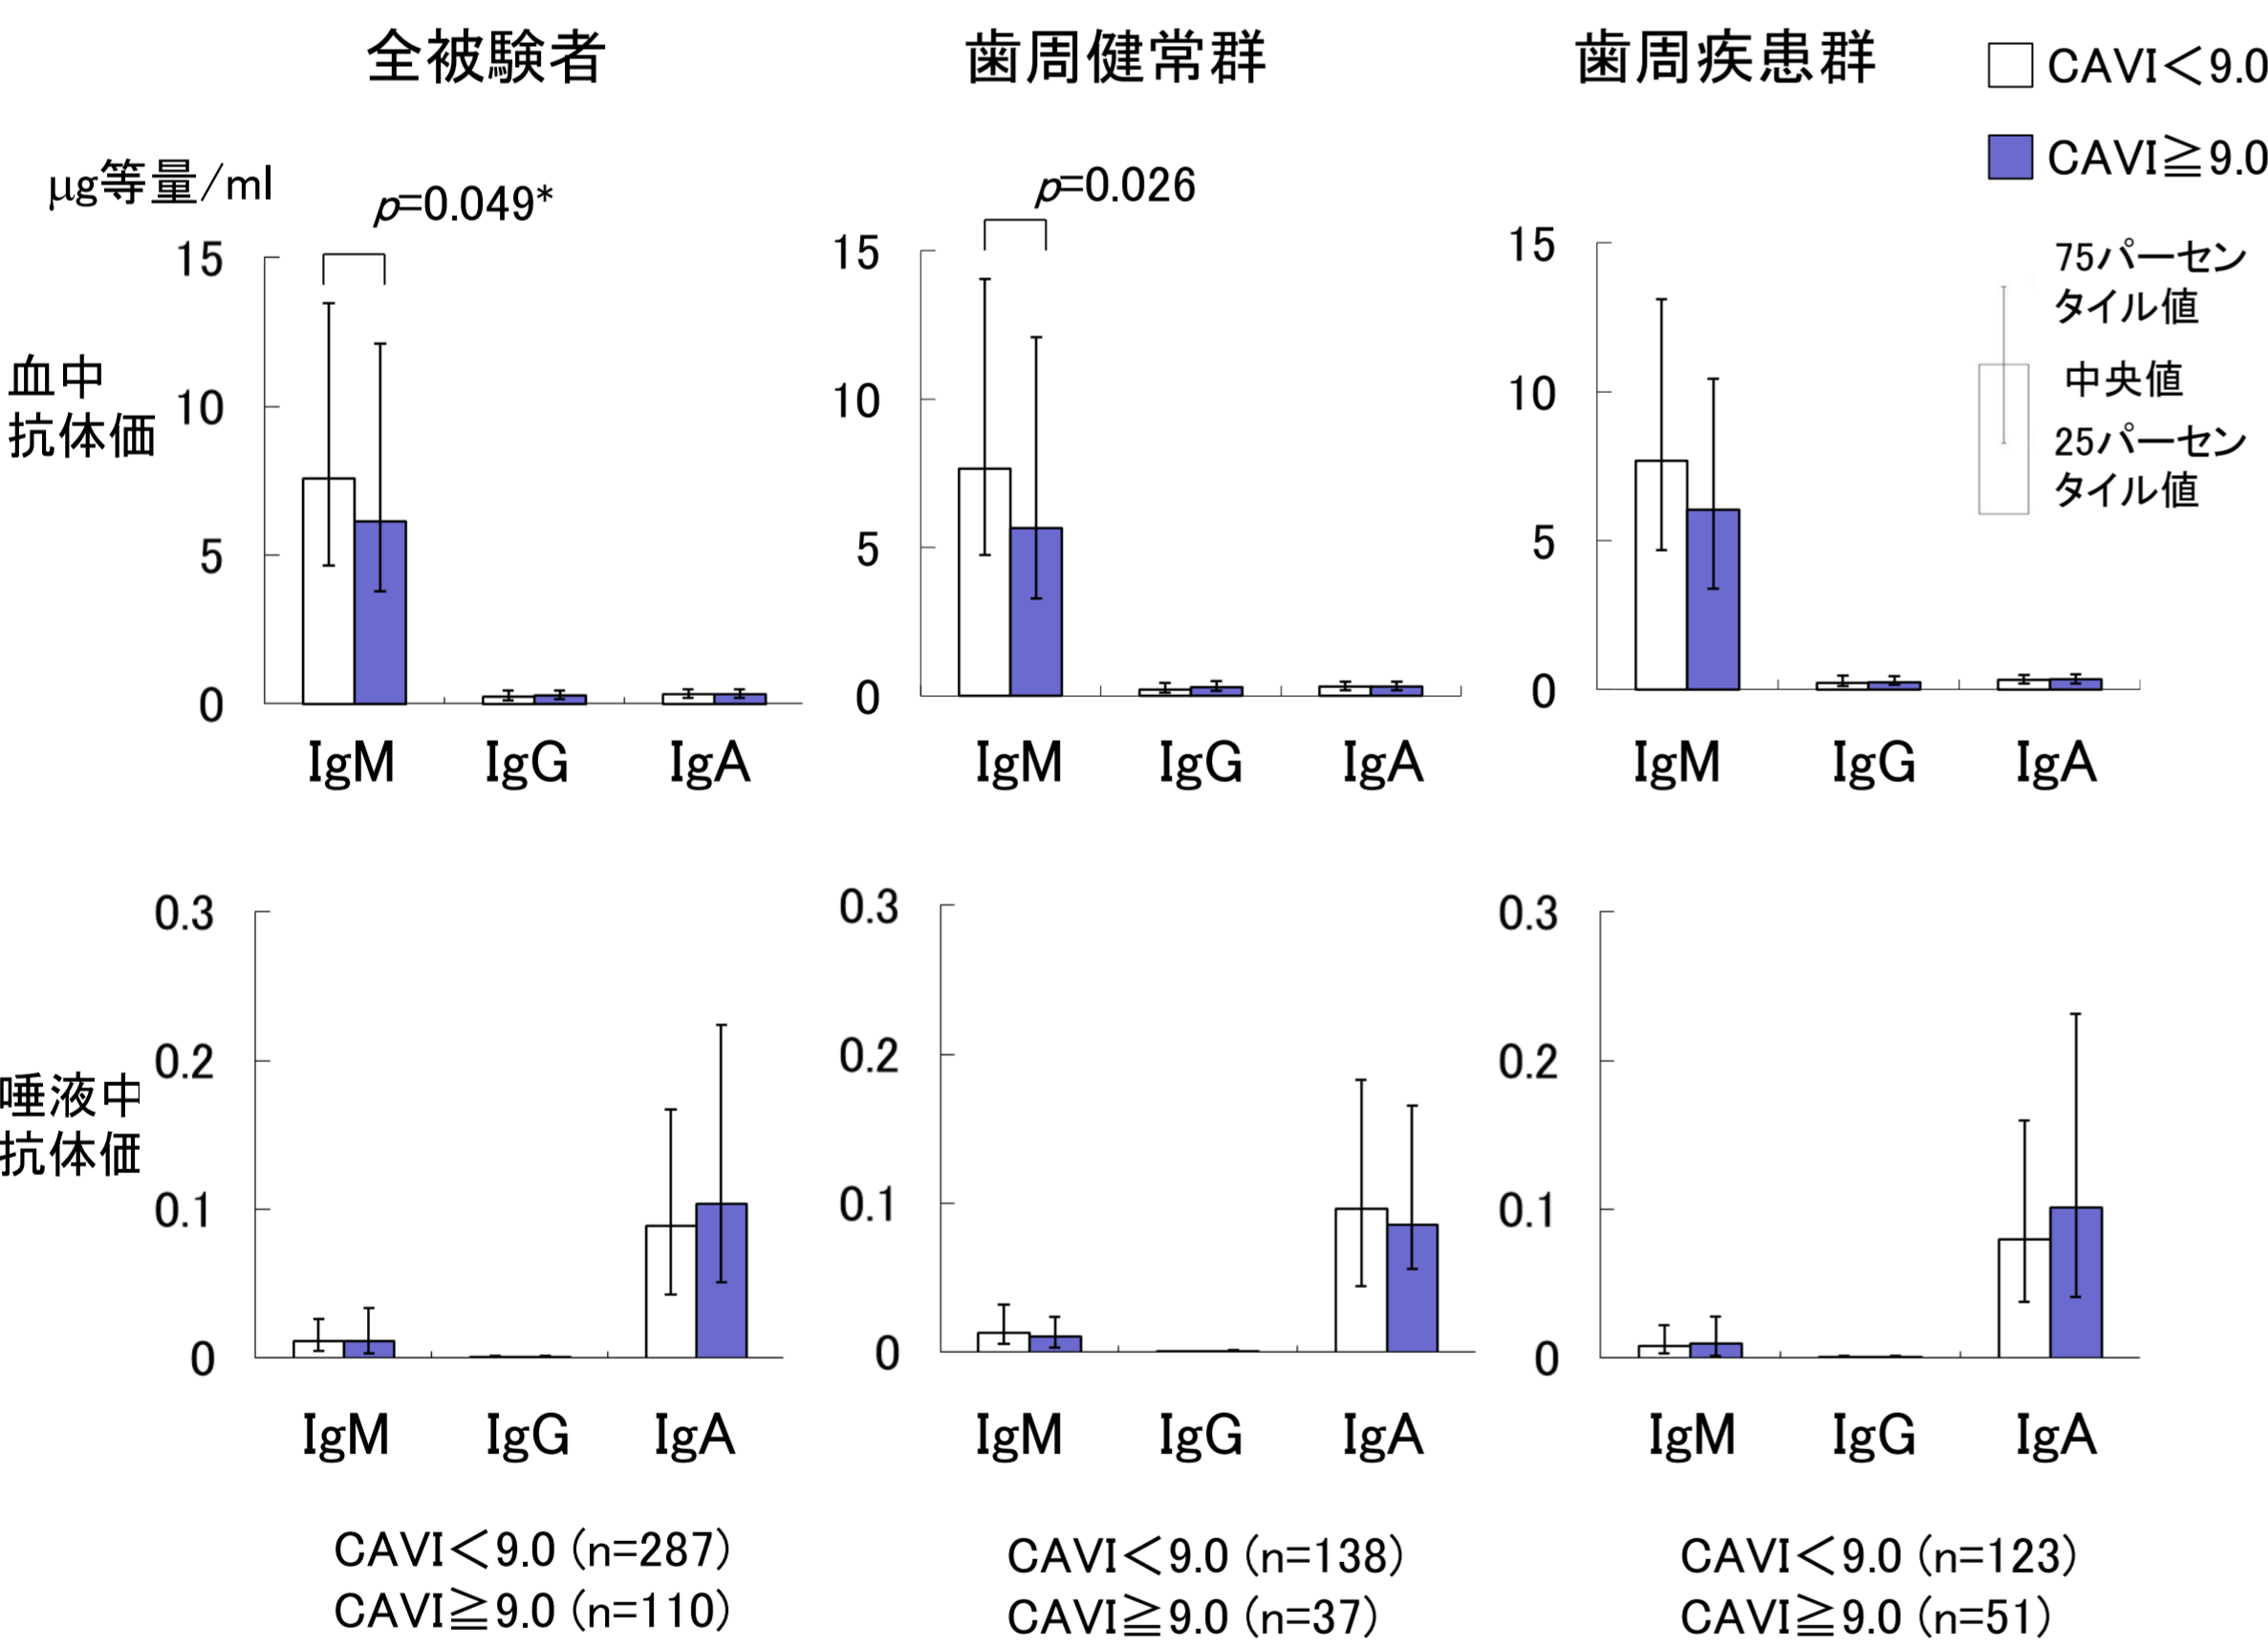 全被験者
歯周健常群
歯周疾患群
CAVI<9.0
CAVI≧9.0
μg等量/ml
p=0.049*
p=0.026
75パーセン
タイル値
中央値
25パーセン
タイル値
血中
抗体価
15
10
5
0
IgM IgG IgA
15
10
5
0
IgM IgG IgA
15
10
5
0
IgM IgG IgA
唾液中
抗体価
0.3
0.2
0.1
0
IgM IgG IgA
0.3
0.2
0.1
0
IgM IgG IgA
0.3
0.2
0.1
0
IgM IgG IgA
CAVI<9.0 (n=287)
CAVI≧9.0 (n=110)
CAVI<9.0 (n=138)
CAVI≧9.0 (n=37)
CAVI<9.0 (n=123)
CAVI≧9.0 (n=51)